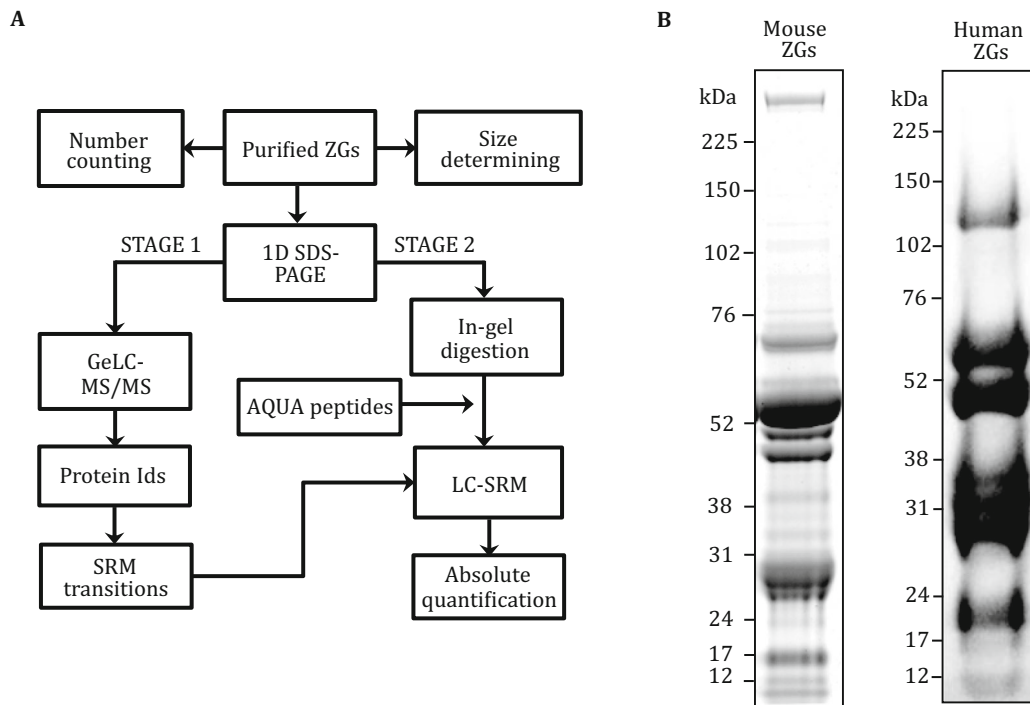 A
Number
counting
Purified ZGs
Size
determining
STAGE 1
1D SDS-
PAGE
STAGE 2
GeLC-
MS/MS
In-gel
digestion
AQUA peptides
Protein Ids
LC-SRM
SRM
transitions
Absolute
quantification
B
Mouse
ZGs
kDa
225
150
102
76
52
38
31
24
17
12
Human
ZGs
kDa
225
150
102
76
52
38
31
24
17
12